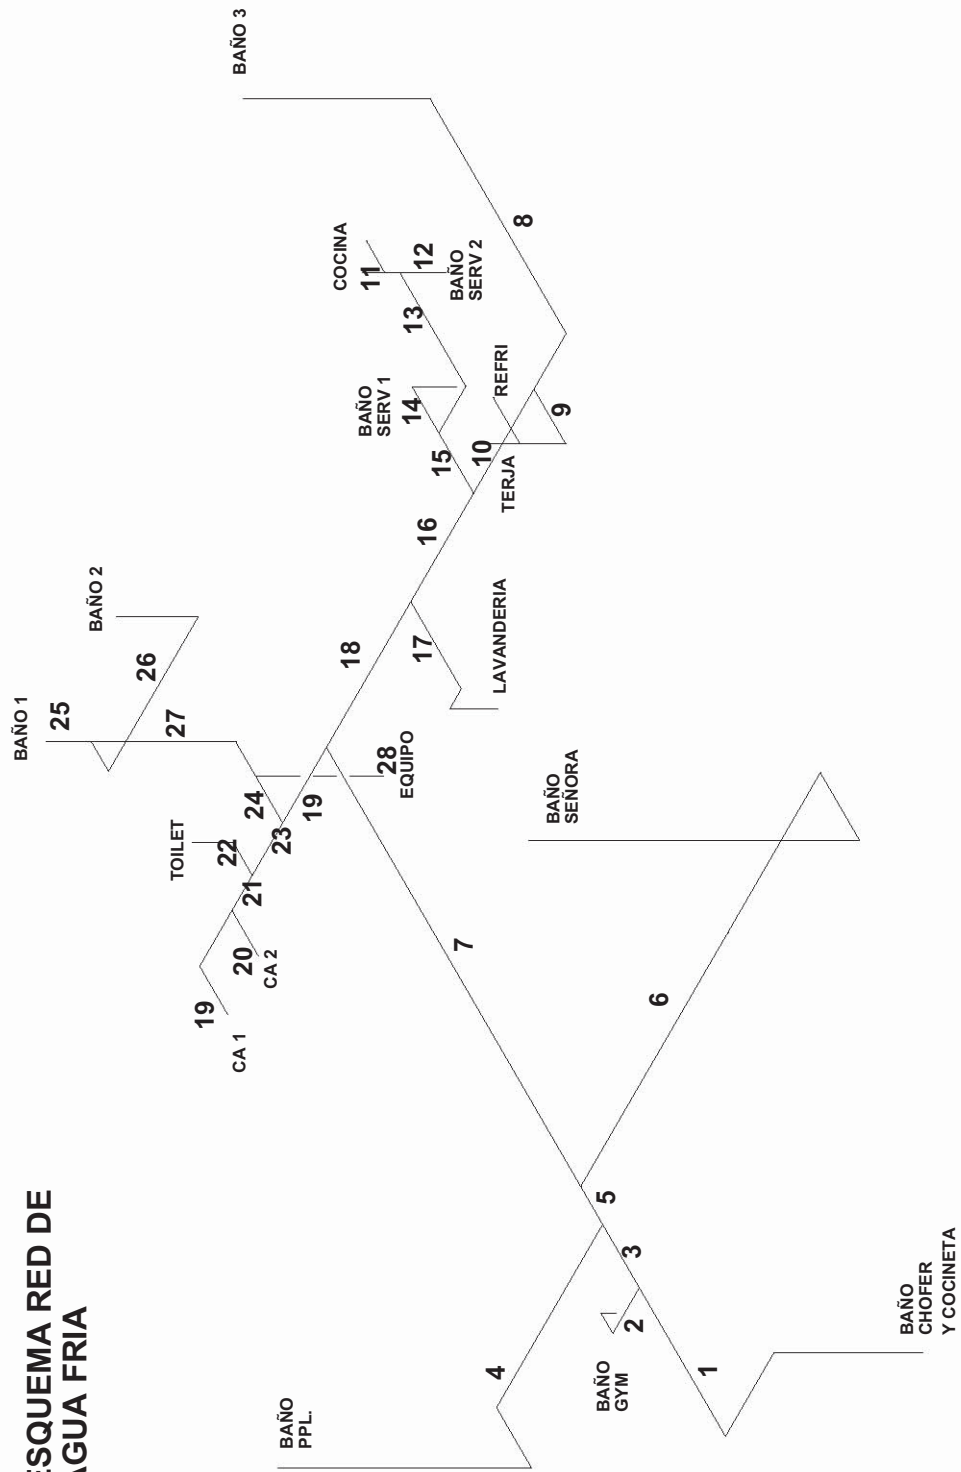 ESQUEMA RED DE
AGUA FRIA
BAÑO 1
25
BAÑO 2
26
27
TOILET
22
19
CA 1
20
CA 2
21
23
24
19
28
EQUIPO
BAÑO 3
18
COCINA
11
12
BAÑO
SERV 2
13
BAÑO
SERV 1
14
15
16
17
LAVANDERIA
10
TERJA
REFRI
9
8
BAÑO
PPL.
4
7
BAÑO
SEÑORA
6
5
3
BAÑO
GYM
2
1
BAÑO
CHOFER
Y COCINETA